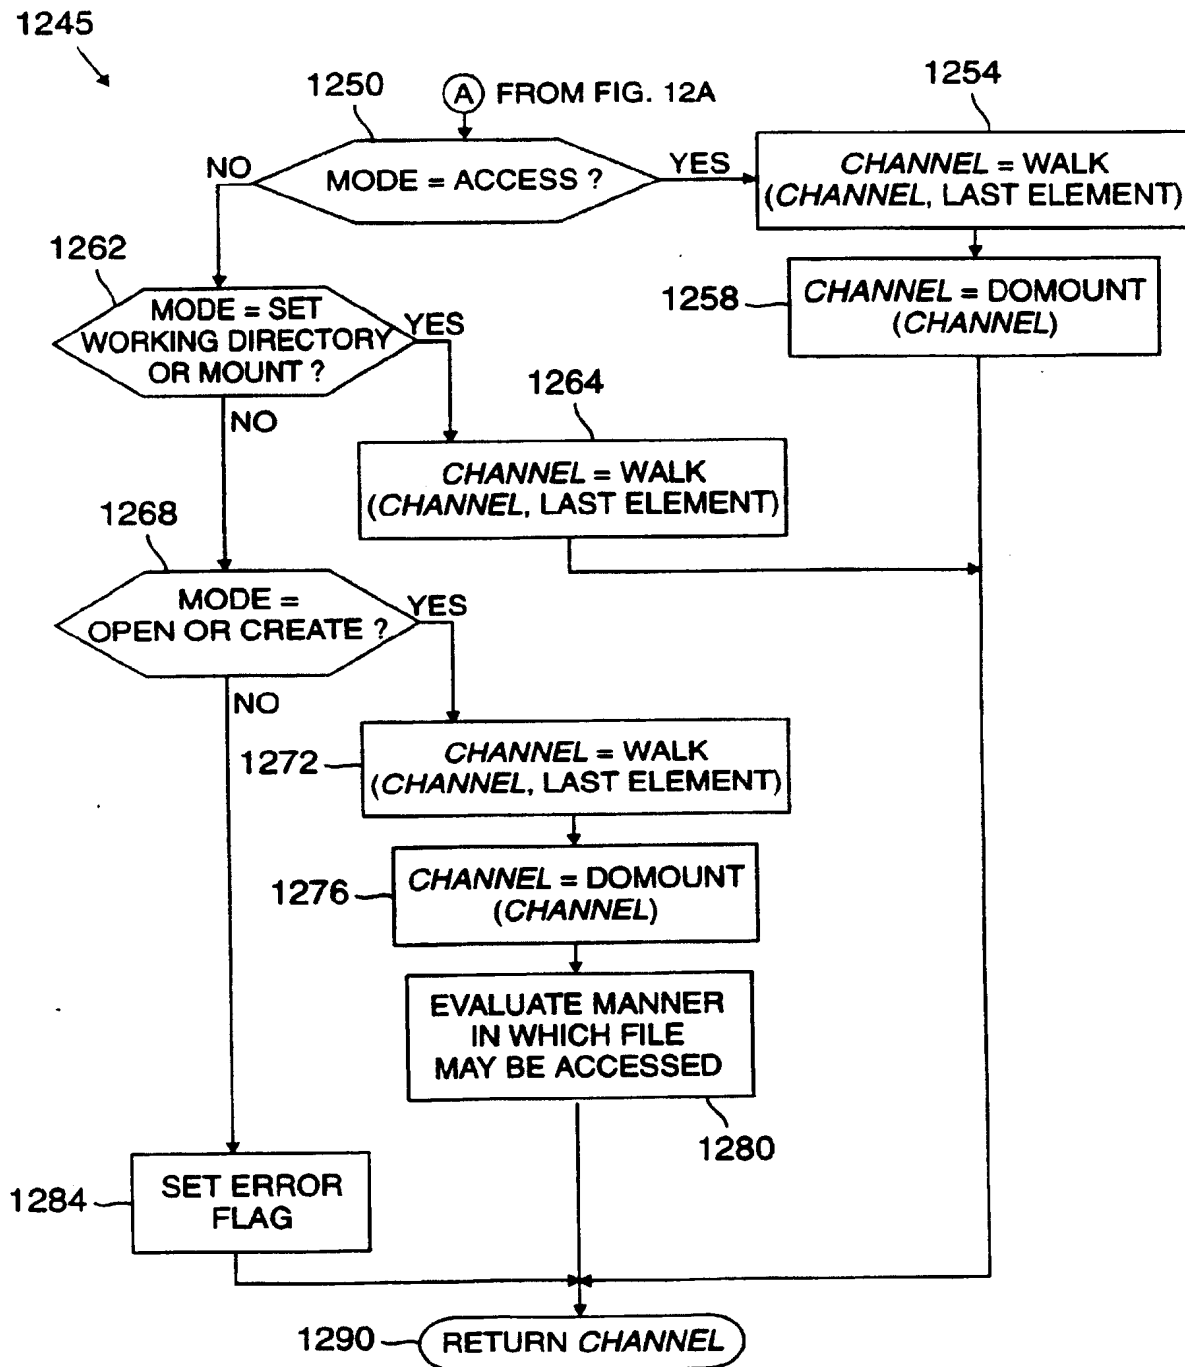 1245
1250
A FROM FIG. 12A
1254
NO
MODE = ACCESS ?
YES
CHANNEL = WALK
(CHANNEL, LAST ELEMENT)
1262
MODE = SET
WORKING DIRECTORY
OR MOUNT ?
YES
1258
CHANNEL = DOMOUNT
(CHANNEL)
NO
1264
CHANNEL = WALK
(CHANNEL, LAST ELEMENT)
1268
MODE =
OPEN OR CREATE ?
YES
NO
1272
CHANNEL = WALK
(CHANNEL, LAST ELEMENT)
1276
CHANNEL = DOMOUNT
(CHANNEL)
EVALUATE MANNER
IN WHICH FILE
MAY BE ACCESSED
1280
1284
SET ERROR
FLAG
1290
RETURN CHANNEL